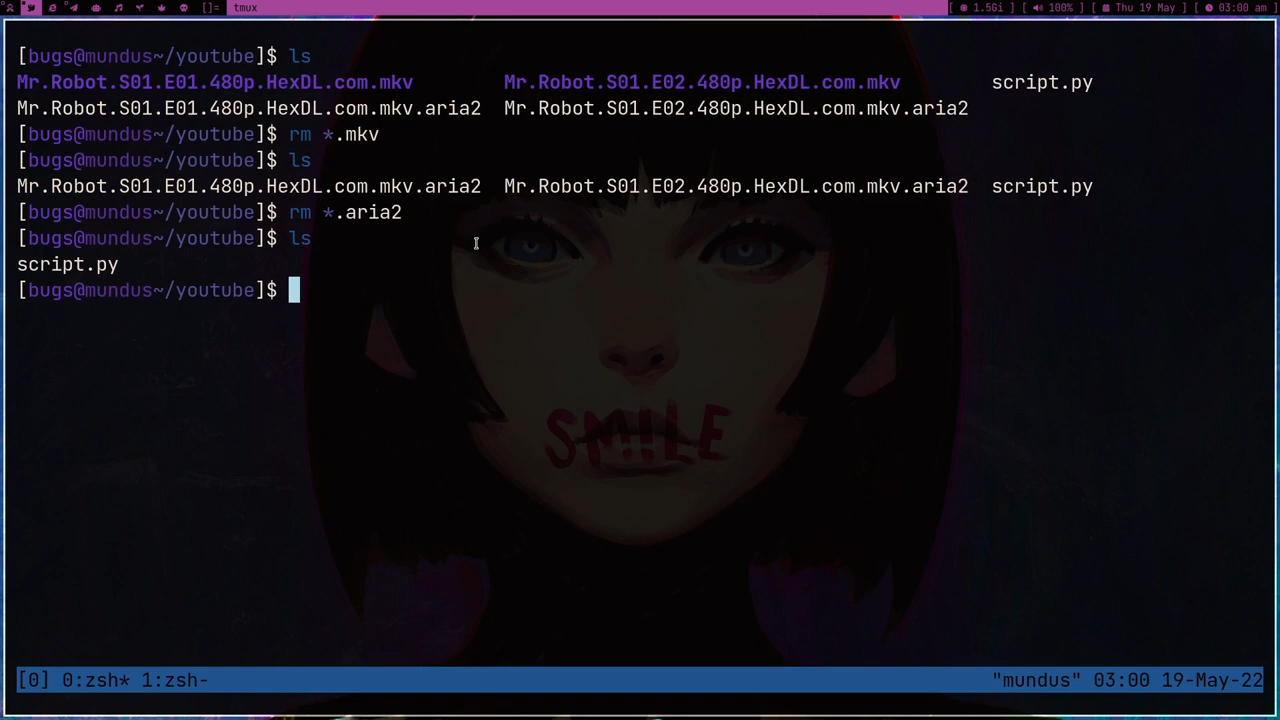 []= tmux [ 1.5Gi ] [ 100% ] [ Thu 19 May ] [ 03:00 am ]
[bugs@mundus~/youtube]$ ls
Mr.Robot.S01.E01.480p.HexDL.com.mkv Mr.Robot.S01.E02.480p.HexDL.com.mkv script.py
Mr.Robot.S01.E01.480p.HexDL.com.mkv.aria2 Mr.Robot.S01.E02.480p.HexDL.com.mkv.aria2
[bugs@mundus~/youtube]$ rm *.mkv
[bugs@mundus~/youtube]$ ls
Mr.Robot.S01.E01.480p.HexDL.com.mkv.aria2 Mr.Robot.S01.E02.480p.HexDL.com.mkv.aria2 script.py
[bugs@mundus~/youtube]$ rm *.aria2
[bugs@mundus~/youtube]$ ls
script.py
[bugs@mundus~/youtube]$
SMILE
[0] 0:zsh* 1:zsh- "mundus" 03:00 19-May-22